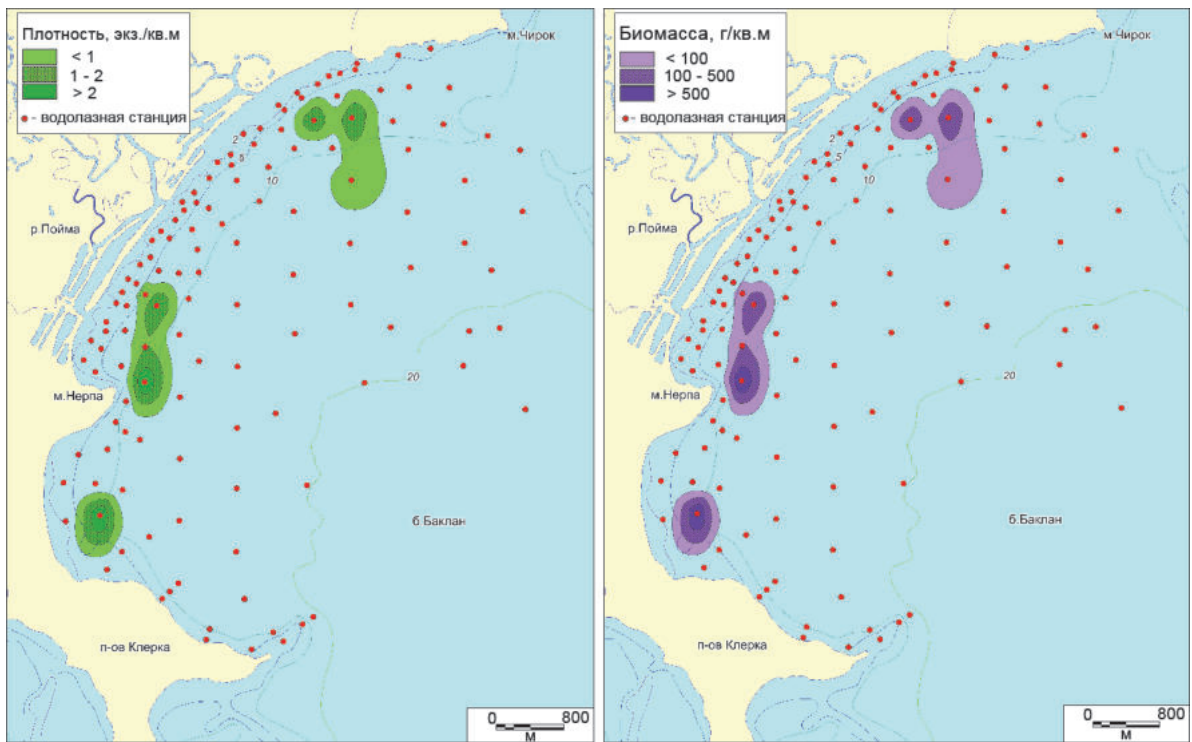 Плотность, экз./кв.м
< 1
1 - 2
> 2
- водолазная станция
м.Чирок
2
5
10
р.Пойма
м.Нерпа
20
б.Баклан
п-ов Клерка
0 800
М
Биомасса, г/кв.м
< 100
100 - 500
> 500
- водолазная станция
м.Чирок
2
5
10
р.Пойма
м.Нерпа
20
б.Баклан
п-ов Клерка
0 800
М